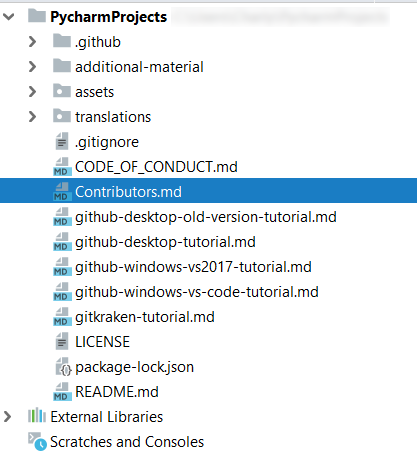 PycharmProjects
.github
additional-material
assets
translations
.gitignore
CODE_OF_CONDUCT.md
Contributors.md
github-desktop-old-version-tutorial.md
github-desktop-tutorial.md
github-windows-vs2017-tutorial.md
github-windows-vs-code-tutorial.md
gitkraken-tutorial.md
LICENSE
package-lock.json
README.md
External Libraries
Scratches and Consoles